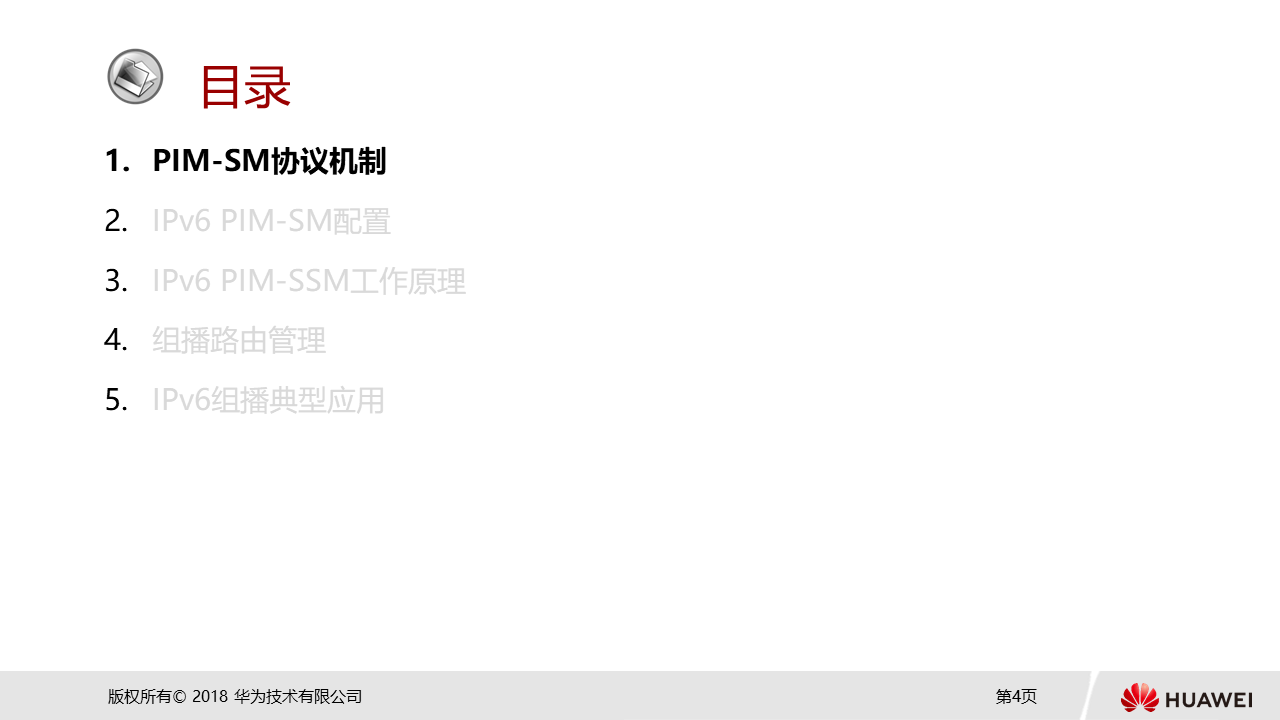 目录
1. PIM-SM协议机制
2. IPv6 PIM-SM配置
3. IPv6 PIM-SSM工作原理
4. 组播路由管理
5. IPv6组播典型应用
版权所有© 2018 华为技术有限公司
第4页
HUAWEI